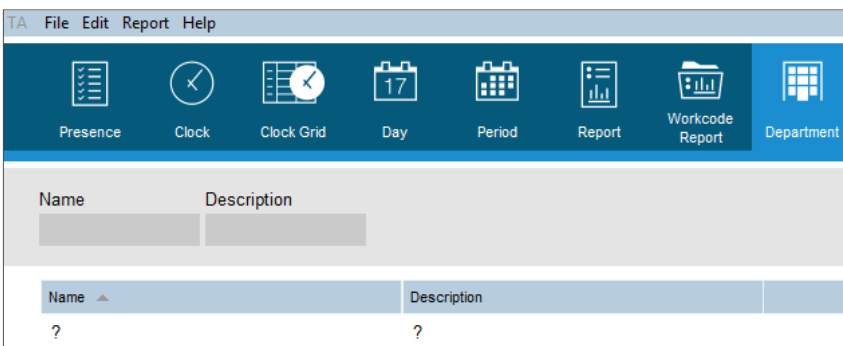 TA File Edit Report Help
17
Presence Clock Clock Grid Day Period Report Workcode Report Department
Name Description
Name Description
? ?